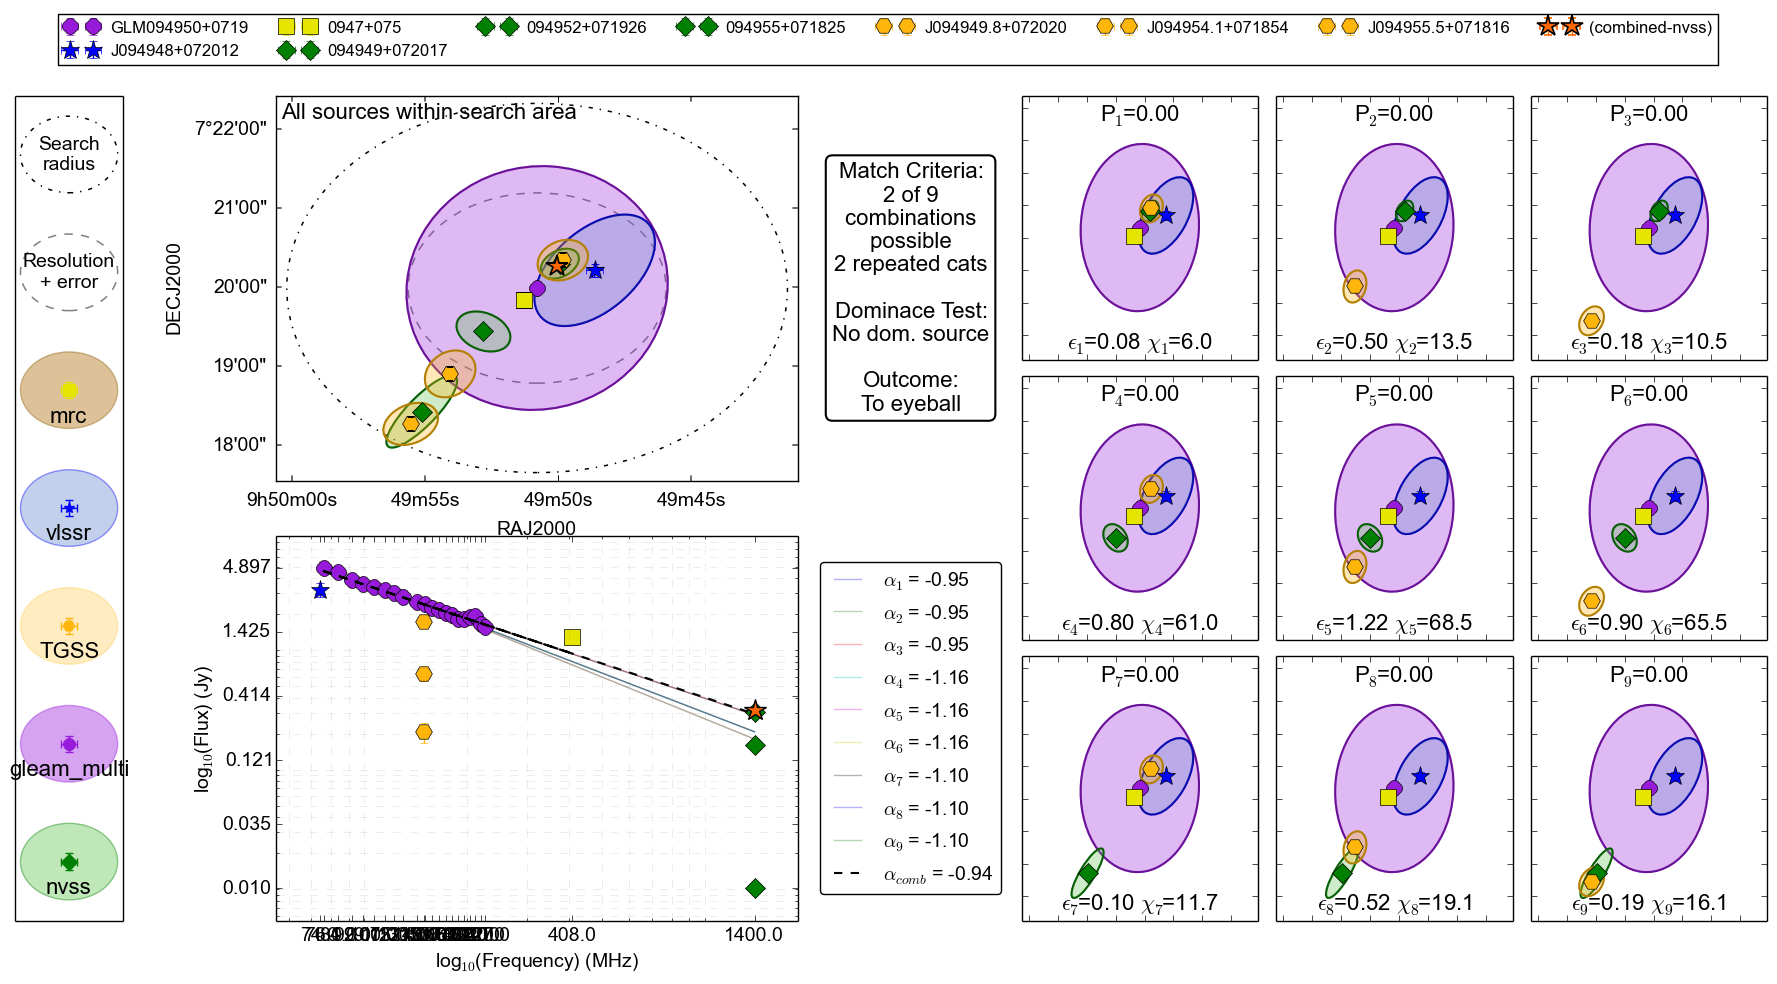 GLM094950+0719
0947+075
094952+071926
094955+071825
J094949.8+072020
J094954.1+071854
J094955.5+071816
(combined-nvss)
J094948+072012
094949+072017
Search
radius
Resolution
+ error
mrc
vlssr
TGSS
gleam_multi
nvss
All sources within search area
DECJ2000
7°22'00"
21'00"
20'00"
19'00"
18'00"
9h50m00s
49m55s
49m50s
49m45s
RAJ2000
Match Criteria:
2 of 9
combinations
possible
2 repeated cats
Dominace Test:
No dom. source
Outcome:
To eyeball
log₁₀(Flux) (Jy)
4.897
1.425
0.414
0.121
0.035
0.010
408.0
1400.0
log₁₀(Frequency) (MHz)
α₁ = -0.95
α₂ = -0.95
α₃ = -0.95
α₄ = -1.16
α₅ = -1.16
α₆ = -1.16
α₇ = -1.10
α₈ = -1.10
α₉ = -1.10
α_comb = -0.94
P₁=0.00
ϵ₁=0.08 χ₁=6.0
P₂=0.00
ϵ₂=0.50 χ₂=13.5
P₃=0.00
ϵ₃=0.18 χ₃=10.5
P₄=0.00
ϵ₄=0.80 χ₄=61.0
P₅=0.00
ϵ₅=1.22 χ₅=68.5
P₆=0.00
ϵ₆=0.90 χ₆=65.5
P₇=0.00
ϵ₇=0.10 χ₇=11.7
P₈=0.00
ϵ₈=0.52 χ₈=19.1
P₉=0.00
ϵ₉=0.19 χ₉=16.1